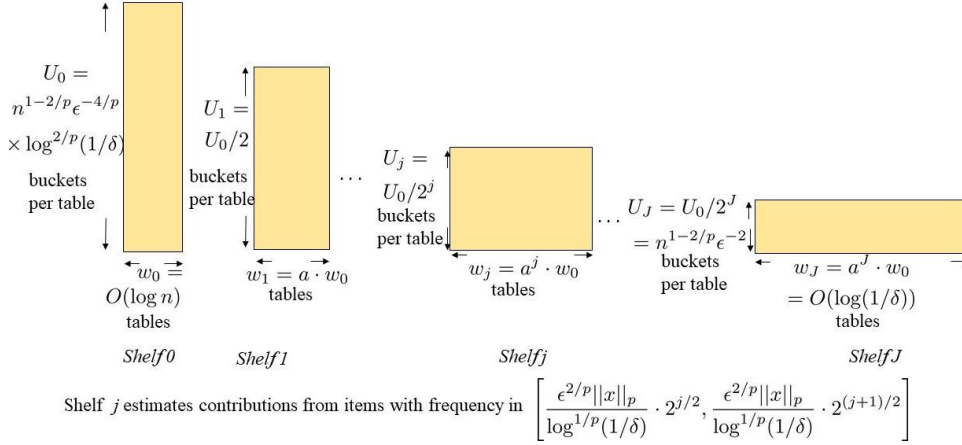 U_0 =
n^{1-2/p} ϵ^{-4/p}
× log^{2/p}(1/δ)
buckets
per table
w_0 =
O(log n)
tables
Shelf 0
U_1 =
U_0/2
buckets
per table
w_1 = a · w_0
tables
Shelf 1
...
U_j =
U_0/2^j
buckets
per table
w_j = a^j · w_0
tables
Shelf j
...
U_J = U_0/2^J
= n^{1-2/p} ϵ^{-2}
buckets
per table
w_J = a^J · w_0
= O(log(1/δ))
tables
Shelf J
Shelf j estimates contributions from items with frequency in [ϵ^{2/p}||x||_p / log^{1/p}(1/δ) · 2^{j/2}, ϵ^{2/p}||x||_p / log^{1/p}(1/δ) · 2^{(j+1)/2}]